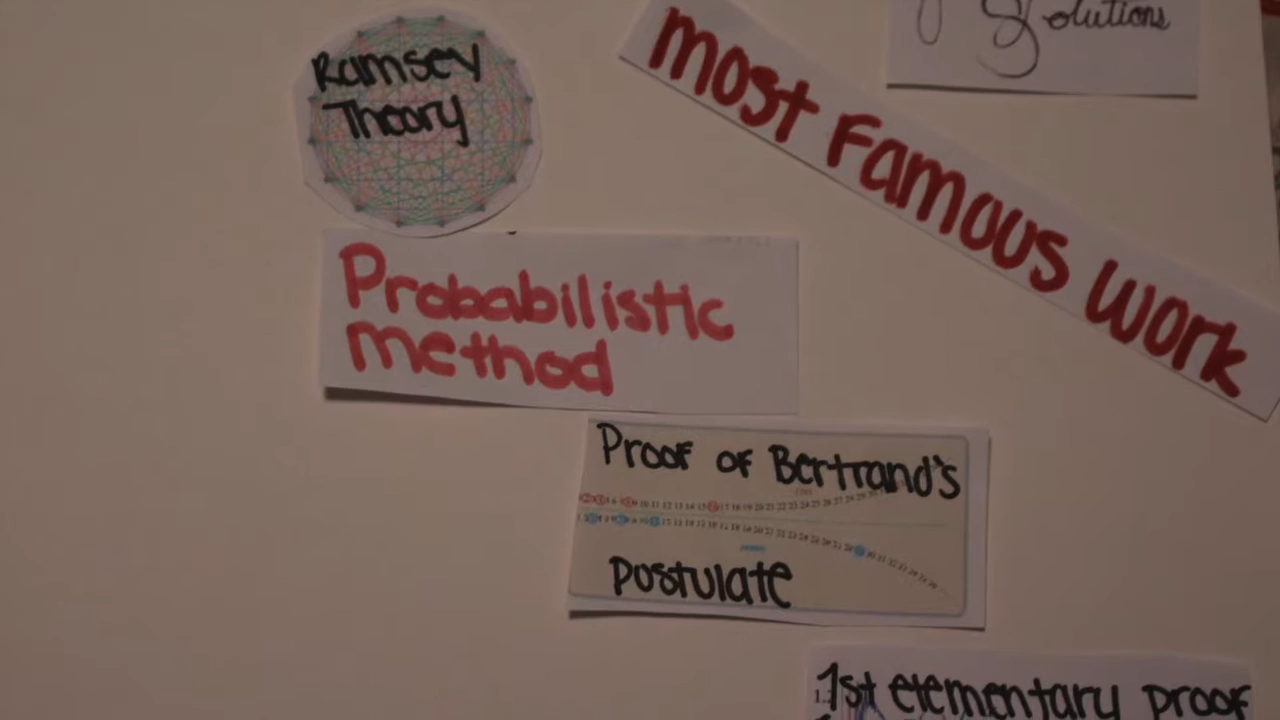 Solutions
Most Famous Work
Ramsey
Theory
Probabilistic
method
Proof of Bertrand's
Postulate
1st elementary proof